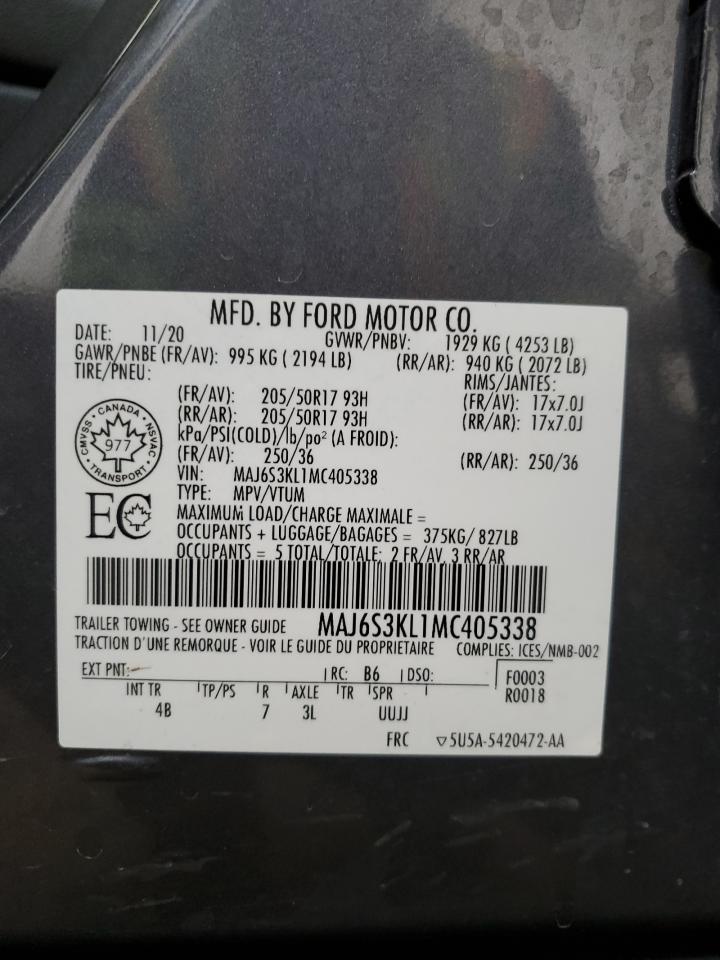 MFD. BY FORD MOTOR CO.
DATE: 11/20 GVWR/PNBV: 1929 KG ( 4253 LB)
GAWR/PNBE (FR/AV): 995 KG ( 2194 LB) (RR/AR): 940 KG ( 2072 LB)
TIRE/PNEU: RIMS/JANTES:
(FR/AV): 205/50R17 93H (FR/AV): 17x7.0J
(RR/AR): 205/50R17 93H (RR/AR): 17x7.0J
kPa/PSI(COLD)/lb/po² (A FROID):
(FR/AV): 250/36 (RR/AR): 250/36
VIN: MAJ6S3KL1MC405338
TYPE: MPV/VTUM
MAXIMUM LOAD/CHARGE MAXIMALE =
OCCUPANTS + LUGGAGE/BAGAGES = 375KG/ 827LB
OCCUPANTS = 5 TOTAL/TOTALE: 2 FR/AV, 3 RR/AR
• CANADA •
CMVSS NSVAC
977
• TRANSPORT •
EC
TRAILER TOWING - SEE OWNER GUIDE MAJ6S3KL1MC405338
TRACTION D'UNE REMORQUE - VOIR LE GUIDE DU PROPRIETAIRE COMPLIES: ICES/NMB-002
EXT PNT: RC: B6 DSO: F0003
INT TR TP/PS R AXLE TR SPR R0018
4B 7 3L UUJJ
FRC ▽5U5A-5420472-AA